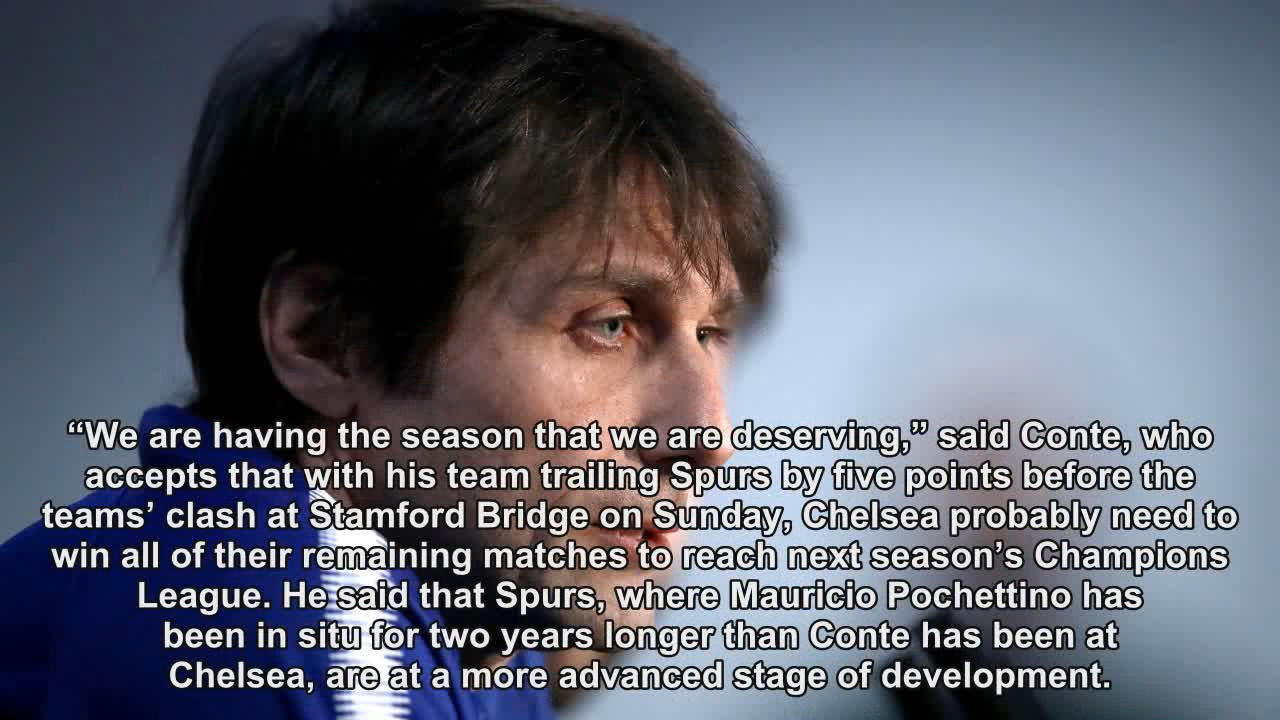 “We are having the season that we are deserving,” said Conte, who
accepts that with his team trailing Spurs by five points before the
teams’ clash at Stamford Bridge on Sunday, Chelsea probably need to
win all of their remaining matches to reach next season’s Champions
League. He said that Spurs, where Mauricio Pochettino has
been in situ for two years longer than Conte has been at
Chelsea, are at a more advanced stage of development.